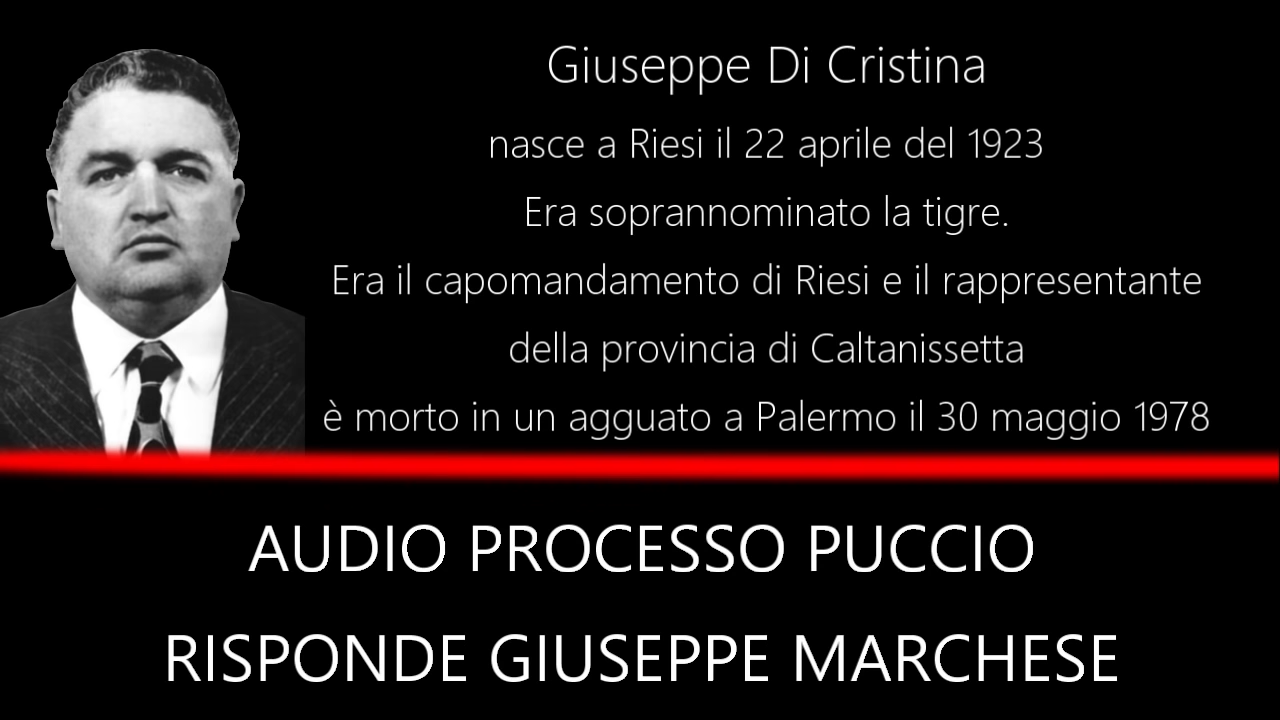 Giuseppe Di Cristina
nasce a Riesi il 22 aprile del 1923
Era soprannominato la tigre.
Era il capomandamento di Riesi e il rappresentante
della provincia di Caltanissetta
è morto in un agguato a Palermo il 30 maggio 1978
AUDIO PROCESSO PUCCIO
RISPONDE GIUSEPPE MARCHESE